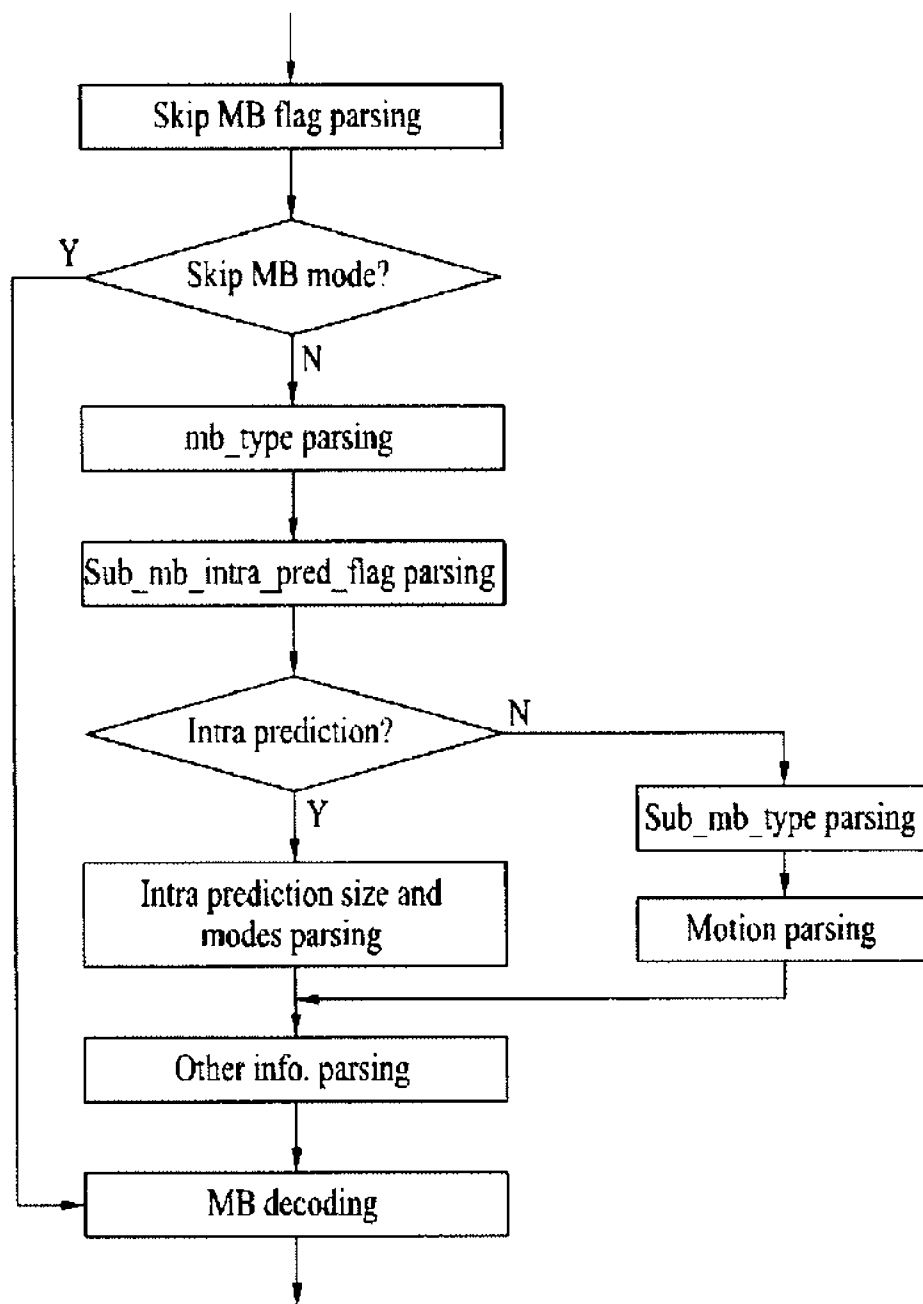 Skip MB flag parsing
Y
Skip MB mode?
N
mb_type parsing
Sub_mb_intra_pred_flag parsing
Intra prediction?
N
Y
Sub_mb_type parsing
Intra prediction size and
modes parsing
Motion parsing
Other info. parsing
MB decoding